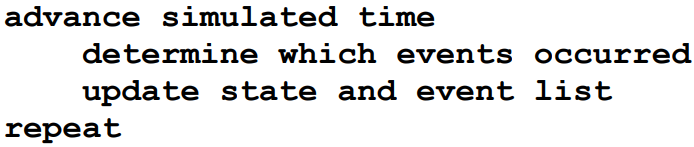 advance simulated time
    determine which events occurred
    update state and event list
repeat